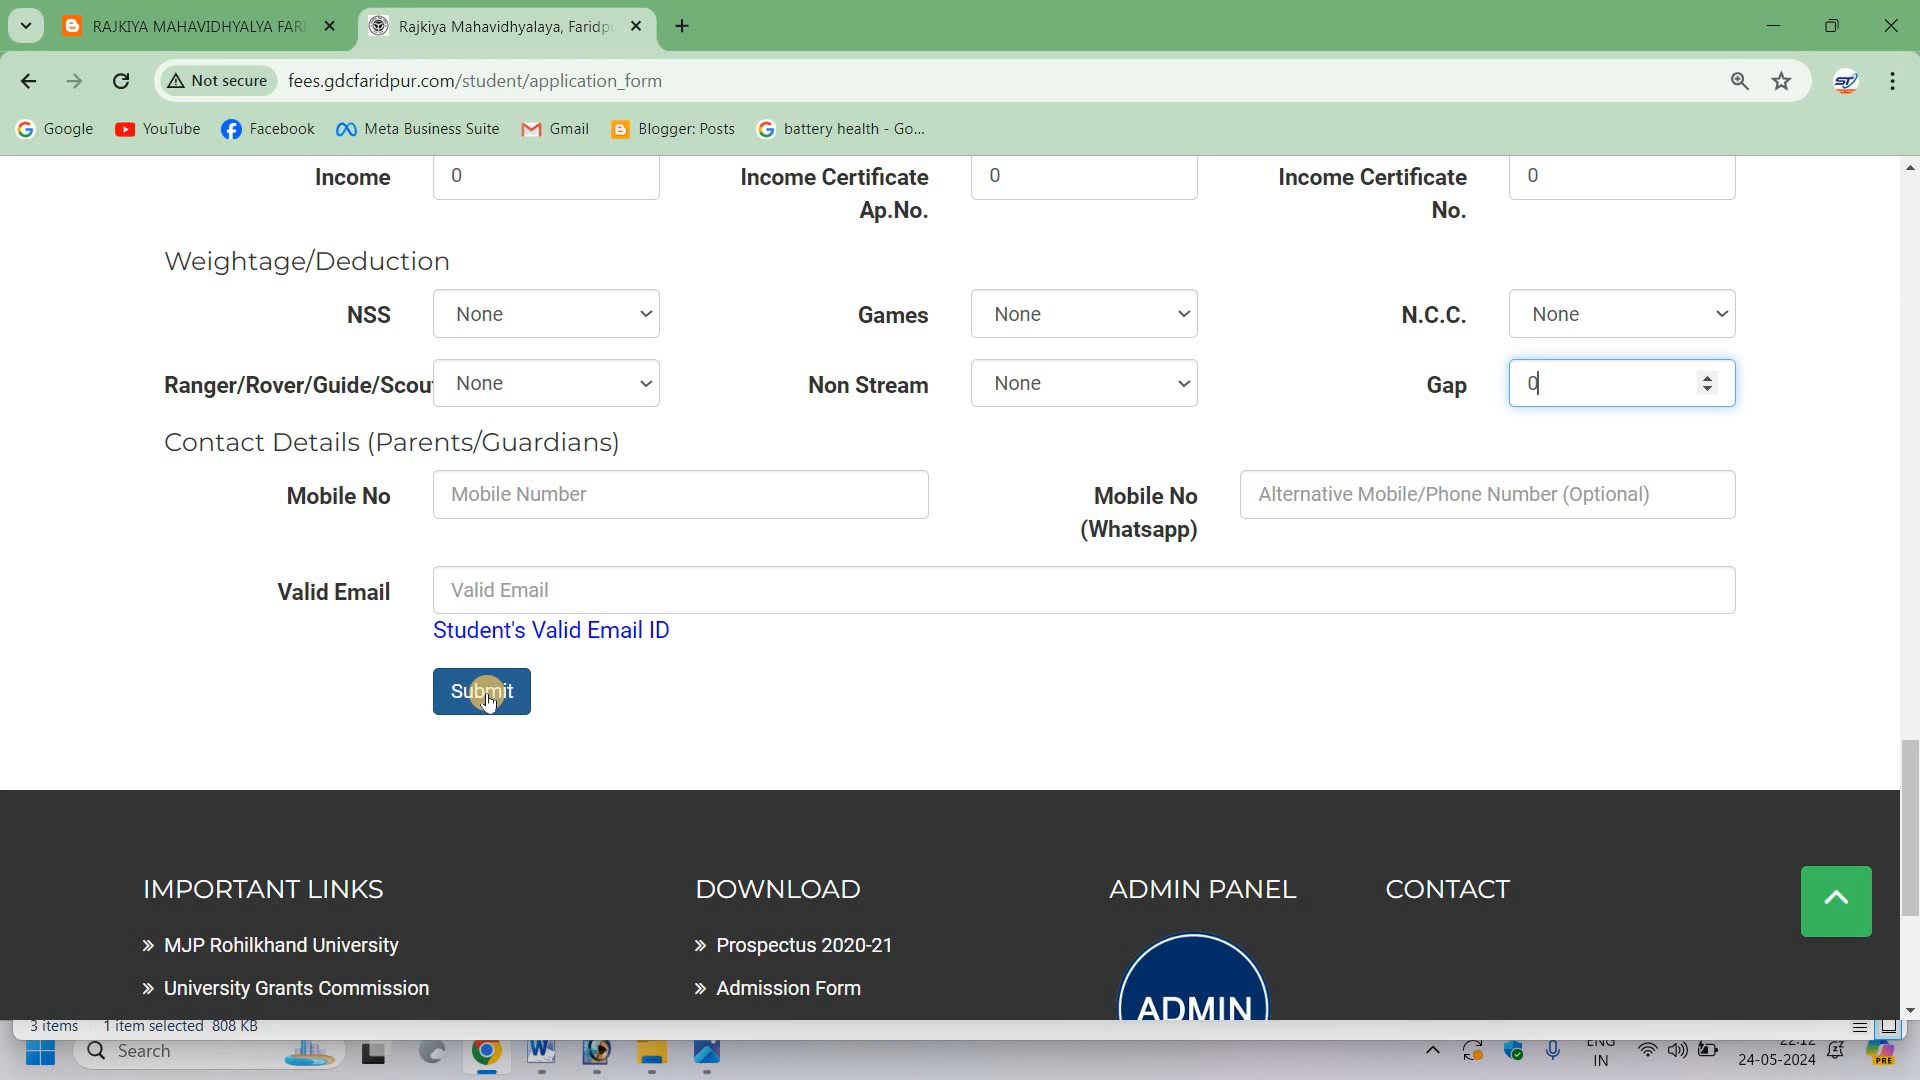 RAJKIYA MAHAVIDHYALYA FARI
Rajkiya Mahavidhyalaya, Faridp
Not secure fees.gdcfaridpur.com/student/application_form
Google YouTube Facebook Meta Business Suite Gmail Blogger: Posts battery health - Go...
Income 0 Income Certificate Ap.No. 0 Income Certificate No. 0
Weightage/Deduction
NSS None Games None N.C.C. None
Ranger/Rover/Guide/Scou None Non Stream None Gap 0
Contact Details (Parents/Guardians)
Mobile No Mobile Number Mobile No (Whatsapp) Alternative Mobile/Phone Number (Optional)
Valid Email Valid Email
Student's Valid Email ID
Submit
IMPORTANT LINKS DOWNLOAD ADMIN PANEL CONTACT
» MJP Rohilkhand University » Prospectus 2020-21
» University Grants Commission » Admission Form ADMIN
3 items 1 item selected 808 KB
Search ENG IN 22:12 24-05-2024 PRE